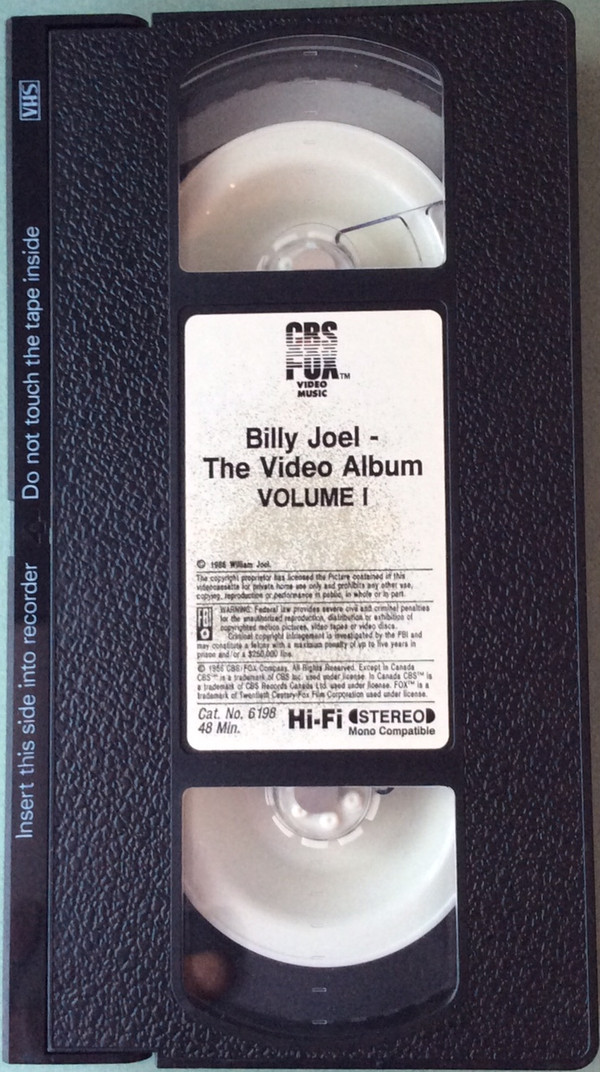 VHS
Do not touch the tape inside
Insert this side into recorder
CBS
FOX™
VIDEO
MUSIC
Billy Joel -
The Video Album
VOLUME I
© 1986 William Joel.
The copyright proprietor has licensed the Picture contained of this
videocassette for private home use only and prohibits any other use,
copying, reproduction or performance in public, in whole or in part.
FBI
WARNING: Federal law provides severe civil and criminal penalties
for the unauthorized reproduction, distribution or exhibition of
copyrighted motion pictures, video tapes or video discs.
Criminal copyright infringement is investigated by the FBI and
may constitute a felony with a maximum penalty of up to five years in
prison and/or a $250,000 fine.
© 1986 CBS/FOX Company. All Rights Reserved. Except in Canada
CBS™ is a trademark of CBS Inc. used under license. In Canada CBS™ is
a trademark of CBS Records Canada Ltd. used under license. FOX™ is a
trademark of Twentieth Century-Fox Film Corporation used under license.
Cat. No. 6198
48 Min.
Hi-Fi STEREO
Mono Compatible